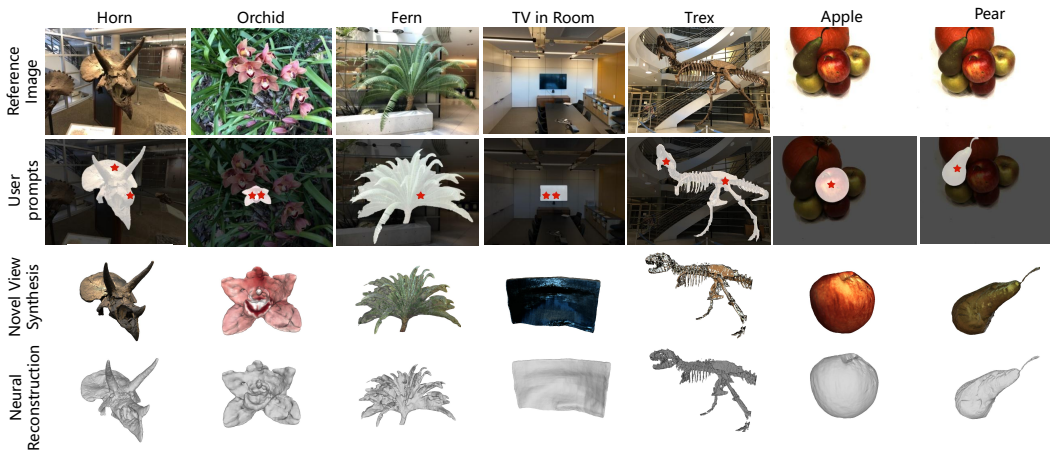 Horn
Orchid
Fern
TV in Room
Trex
Apple
Pear
Reference
Image
User
prompts
Novel View
Synthesis
Neural
Reconstruction